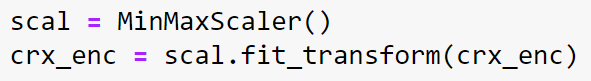 scal = MinMaxScaler()
crx_enc = scal.fit_transform(crx_enc)